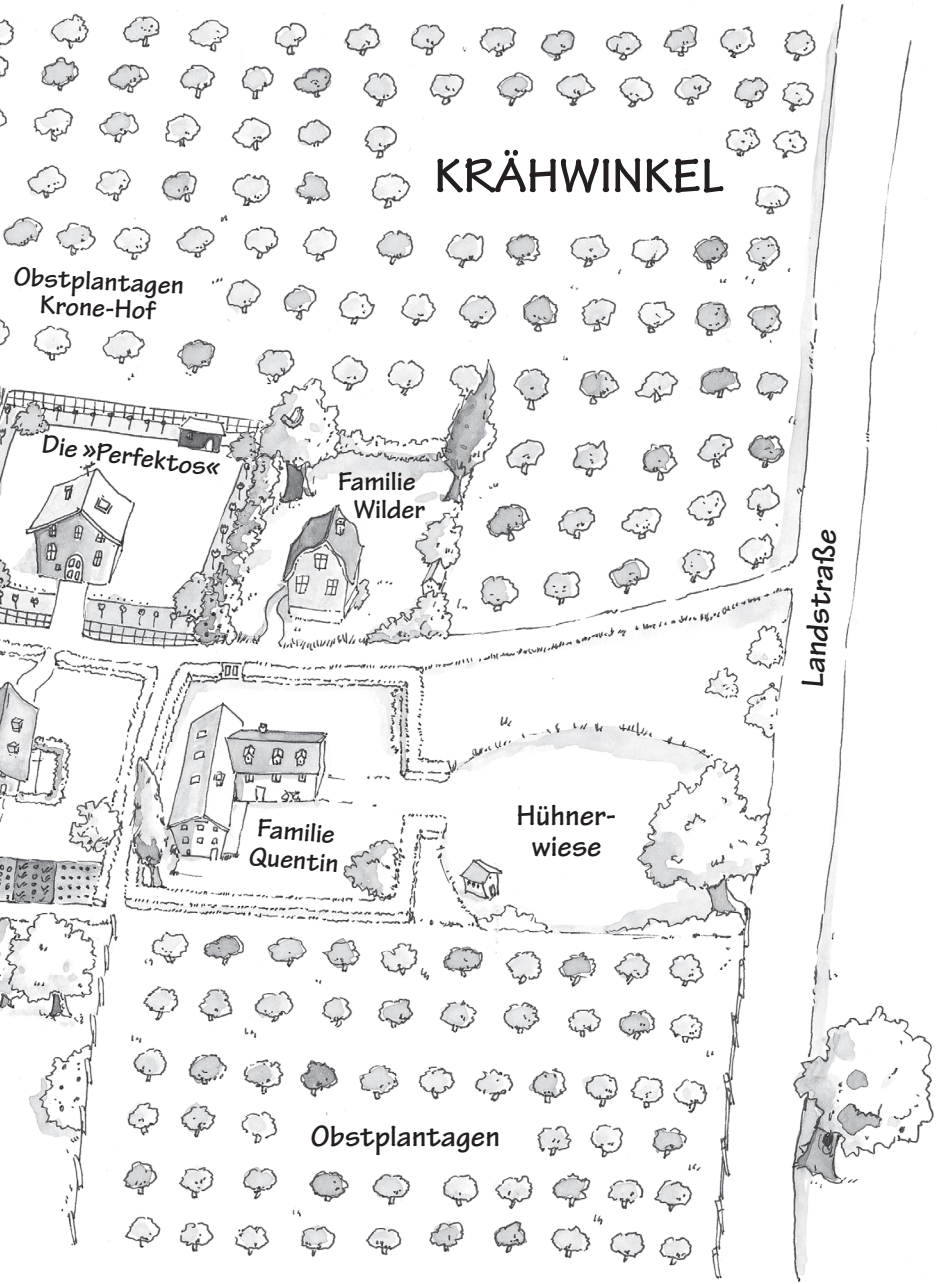 KRÄHWINKEL
Obstplantagen
Krone-Hof
Die »Perfektos«
Familie
Wilder
Landstraße
Familie
Quentin
Hühner-
wiese
Obstplantagen